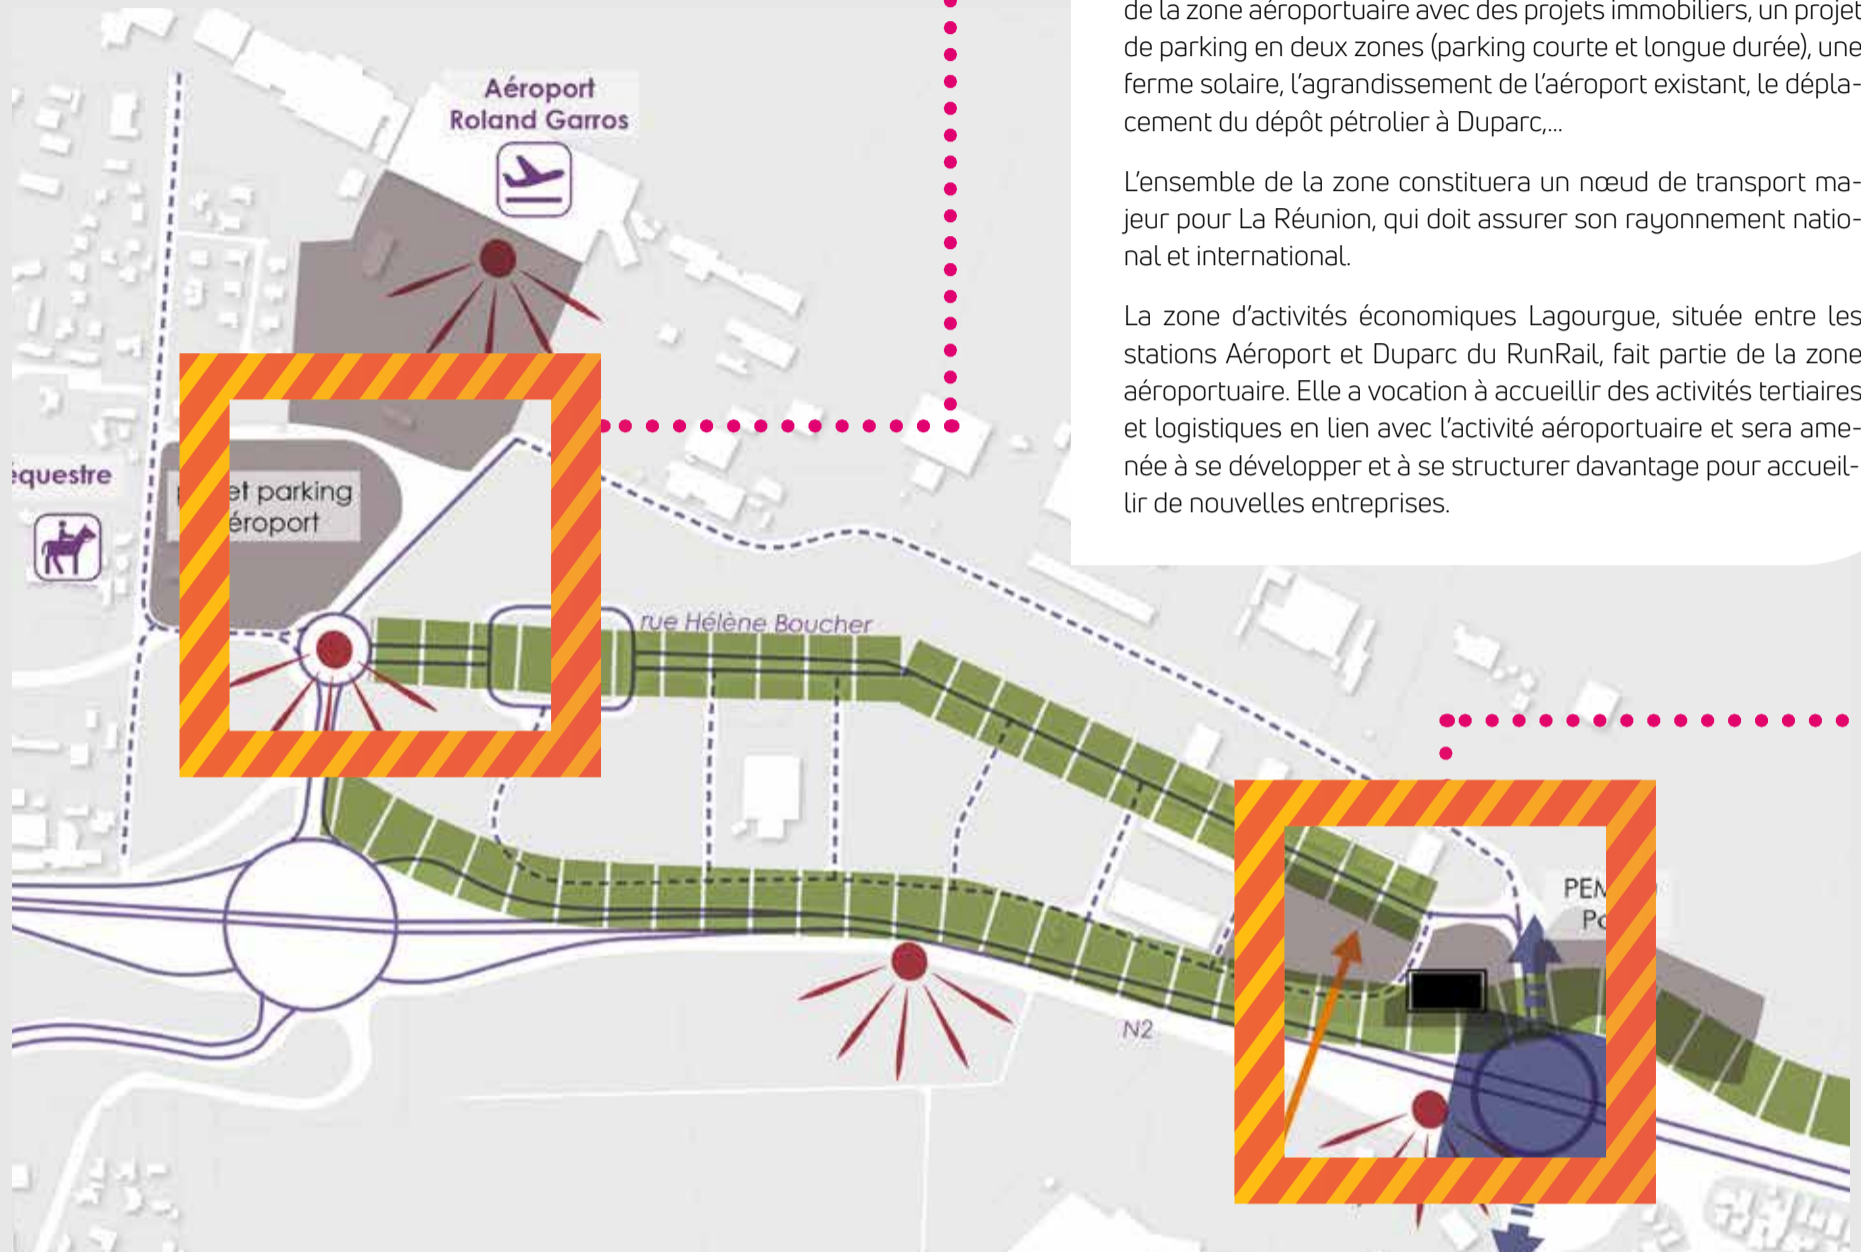 de la zone aéroportuaire avec des projets immobiliers, un projet
de parking en deux zones (parking courte et longue durée), une
ferme solaire, l'agrandissement de l'aéroport existant, le dépla-
cement du dépôt pétrolier à Duparc,...
L'ensemble de la zone constituera un nœud de transport ma-
jeur pour La Réunion, qui doit assurer son rayonnement natio-
nal et international.
La zone d'activités économiques Lagourgue, située entre les
stations Aéroport et Duparc du RunRail, fait partie de la zone
aéroportuaire. Elle a vocation à accueillir des activités tertiaires
et logistiques en lien avec l'activité aéroportuaire et sera ame-
née à se développer et à se structurer davantage pour accueil-
lir de nouvelles entreprises.
Aéroport
Roland Garros
équestre
et parking
éroport
rue Hélène Boucher
N2